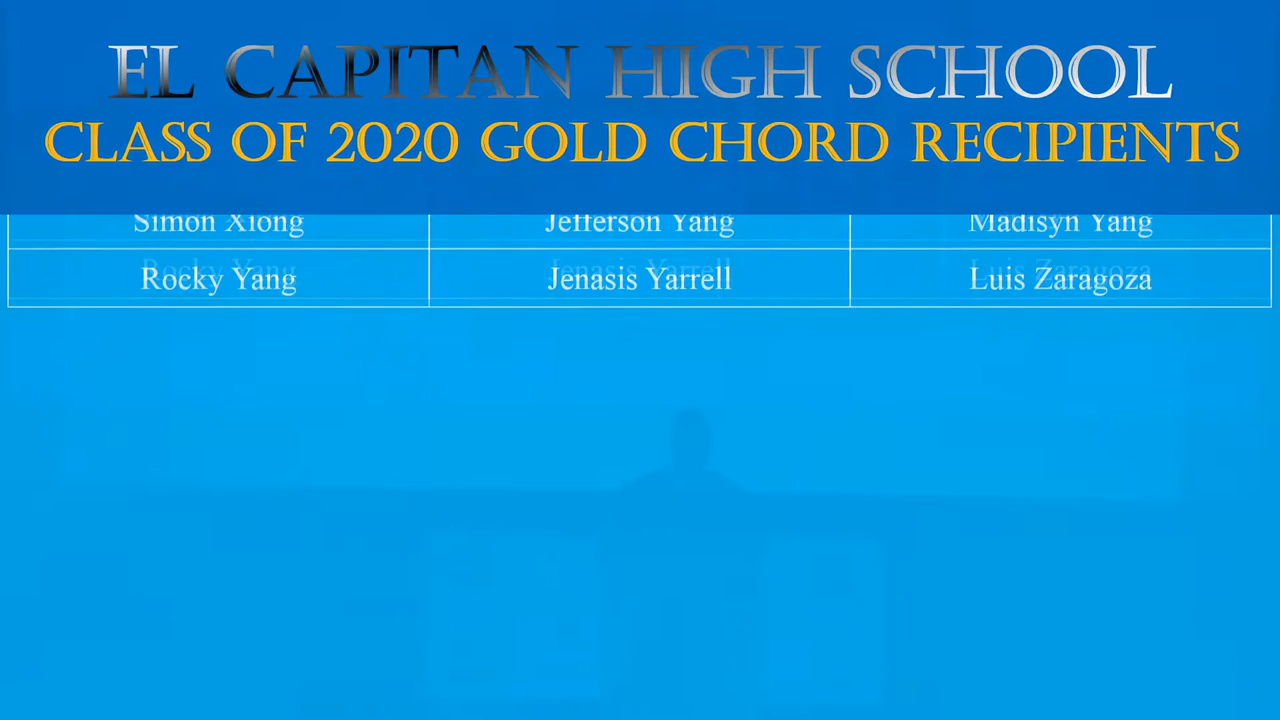 EL CAPITAN HIGH SCHOOL
CLASS OF 2020 GOLD CHORD RECIPIENTS
Simon Xiong Jefferson Yang Madisyn Yang
Rocky Yang Jenasis Yarrell Luis Zaragoza